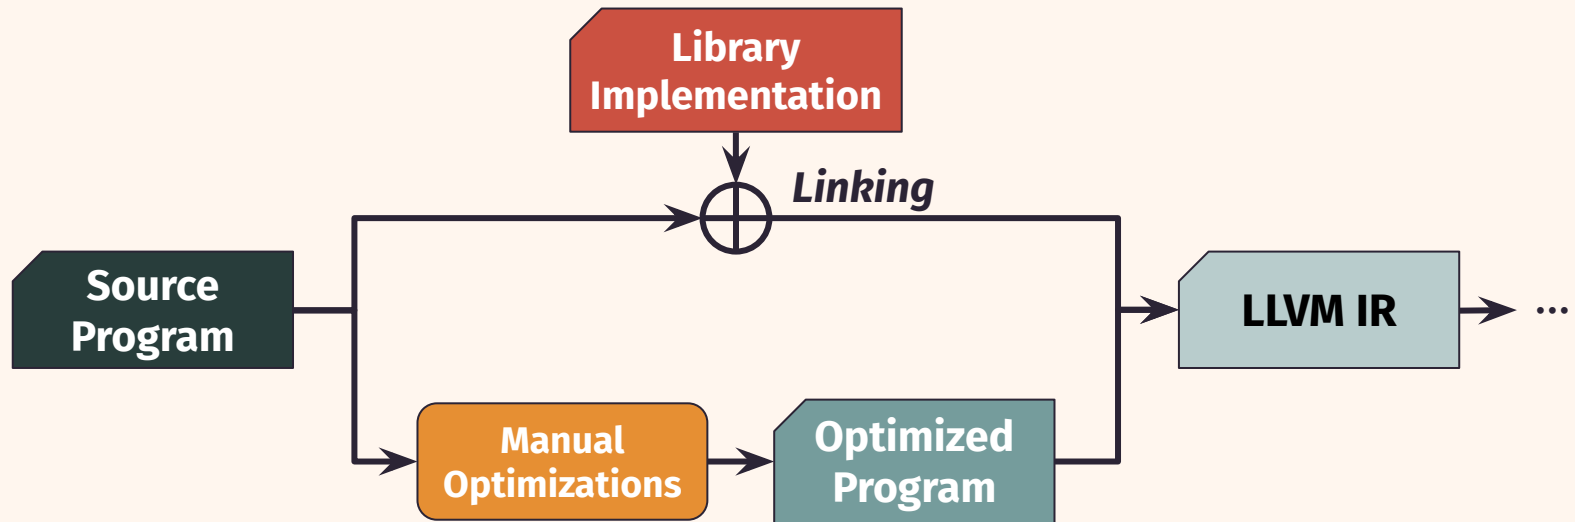 Library
Implementation
Linking
Source
Program
LLVM IR
...
Manual
Optimizations
Optimized
Program